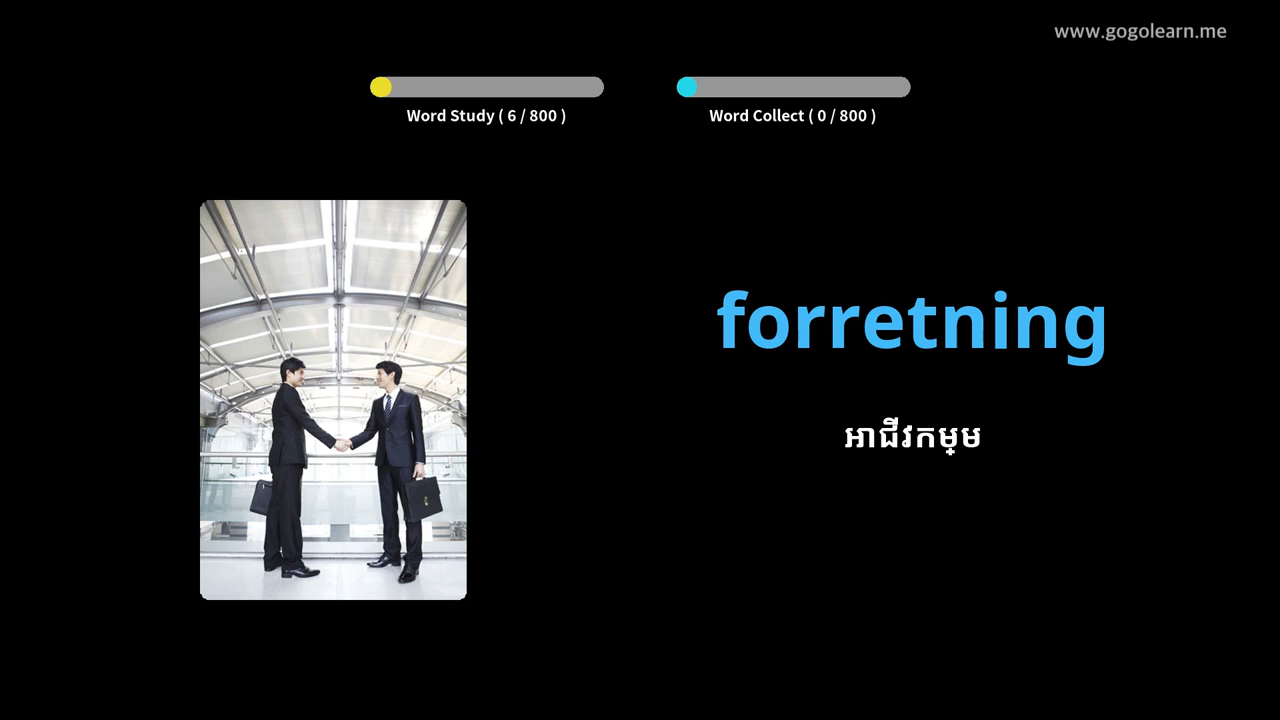 www.gogolearn.me
Word Study ( 6 / 800 )
Word Collect ( 0 / 800 )
forretning
អាជីវកម្ម